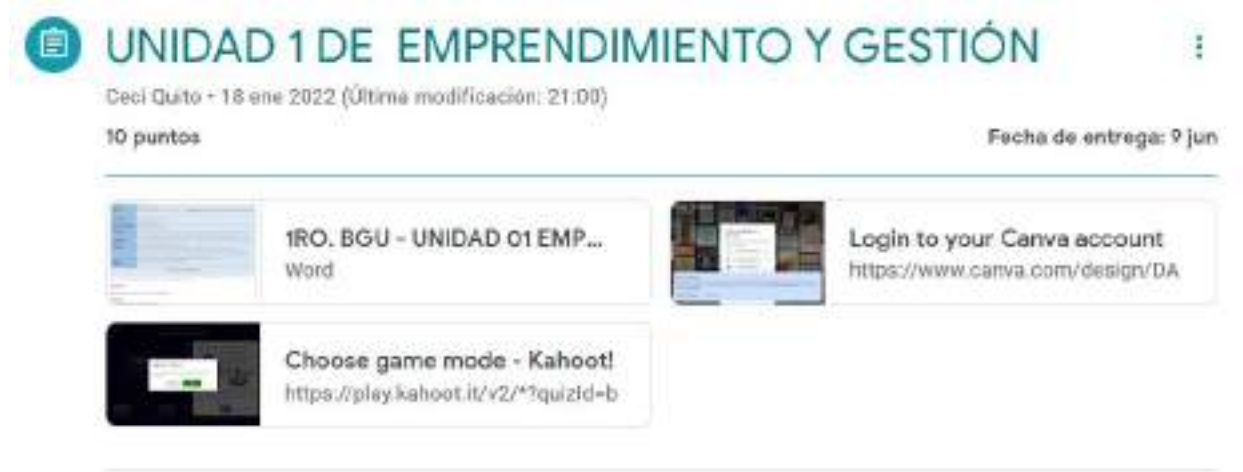 UNIDAD 1 DE EMPRENDIMIENTO Y GESTIÓN
Ceci Quito • 18 ene 2022 (Última modificación: 21:00)
10 puntos
Fecha de entrega: 9 jun
1RO. BGU - UNIDAD 01 EMP...
Word
Login to your Canva account
https://www.canva.com/design/DA
Choose game mode - Kahoot!
https://play.kahoot.it/v2/*?quizId=b